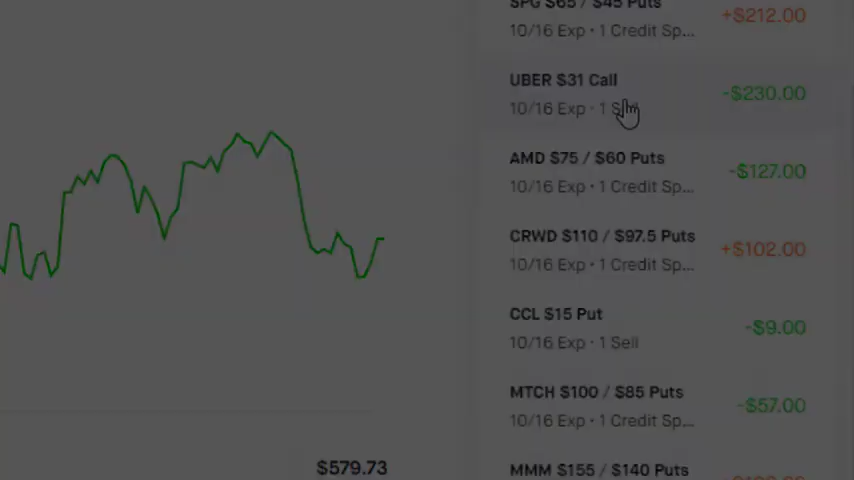 SPG $65 / $45 Puts
+$212.00
10/16 Exp · 1 Credit Sp...
UBER $31 Call
-$230.00
10/16 Exp · 1
AMD $75 / $60 Puts
-$127.00
10/16 Exp · 1 Credit Sp...
CRWD $110 / $97.5 Puts
+$102.00
10/16 Exp · 1 Credit Sp...
CCL $15 Put
-$9.00
10/16 Exp · 1 Sell
MTCH $100 / $85 Puts
-$57.00
10/16 Exp · 1 Credit Sp...
$579.73
MMM $155 / $140 Puts